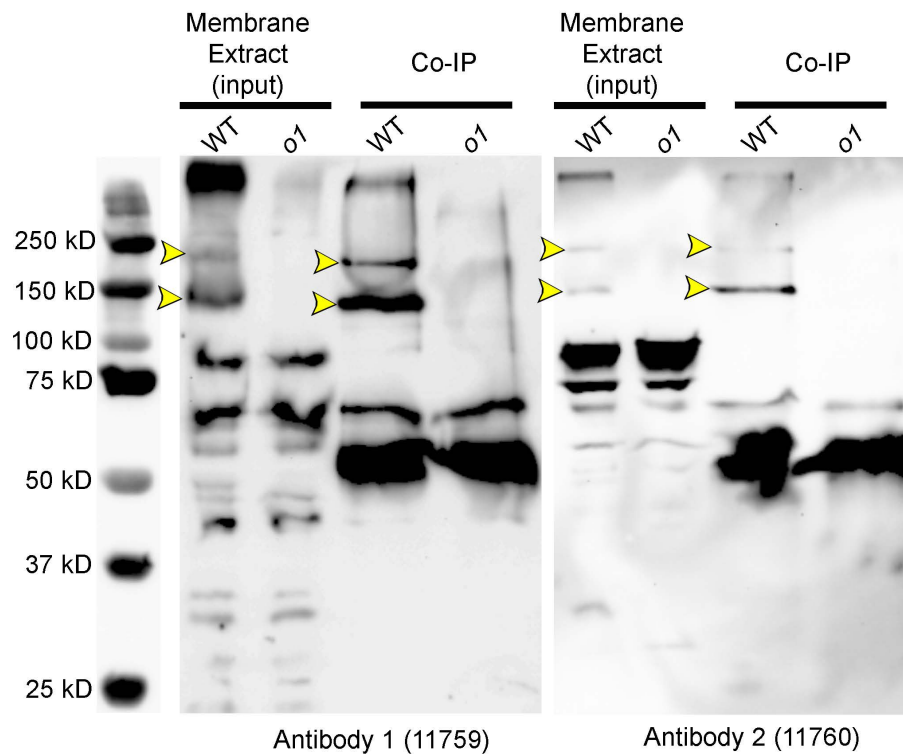 Membrane
Extract
(input)
Co-IP
Membrane
Extract
(input)
Co-IP
WT
o1
WT
o1
WT
o1
WT
o1
250 kD
150 kD
100 kD
75 kD
50 kD
37 kD
25 kD
Antibody 1 (11759)
Antibody 2 (11760)